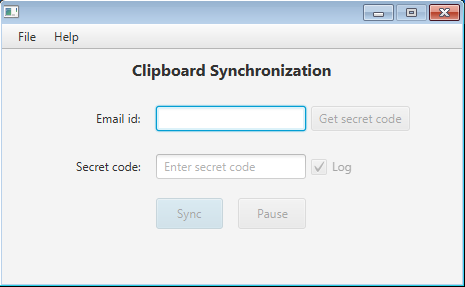 File Help
Clipboard Synchronization
Email id: Get secret code
Secret code: Enter secret code Log
Sync Pause